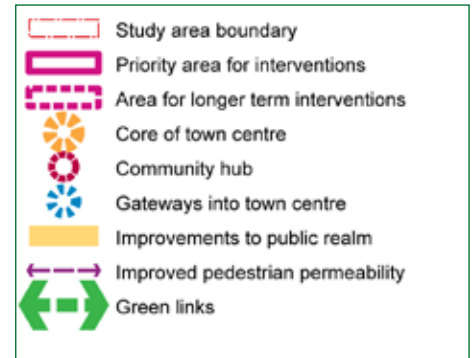 Study area boundary
Priority area for interventions
Area for longer term interventions
Core of town centre
Community hub
Gateways into town centre
Improvements to public realm
Improved pedestrian permeability
Green links